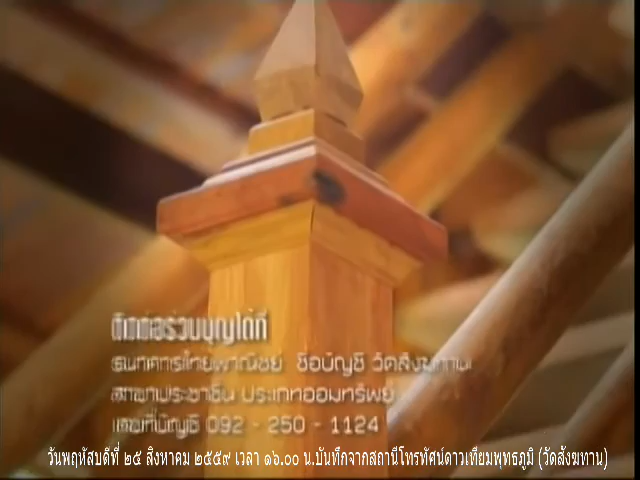 ติดต่อร่วมบุญได้ที่
ธนาคารไทยพาณิชย์ ชื่อบัญชี วัดสังฆทาน
สาขาประชาชื่น ประเภทออมทรัพย์
เลขที่บัญชี 092 - 250 - 1124
วันพฤหัสบดีที่ ๒๕ สิงหาคม ๒๕๕๙ เวลา ๑๖.๐๐ น.บันทึกจากสถานีโทรทัศน์ดาวเทียมพุทธภูมิ (วัดสังฆทาน)